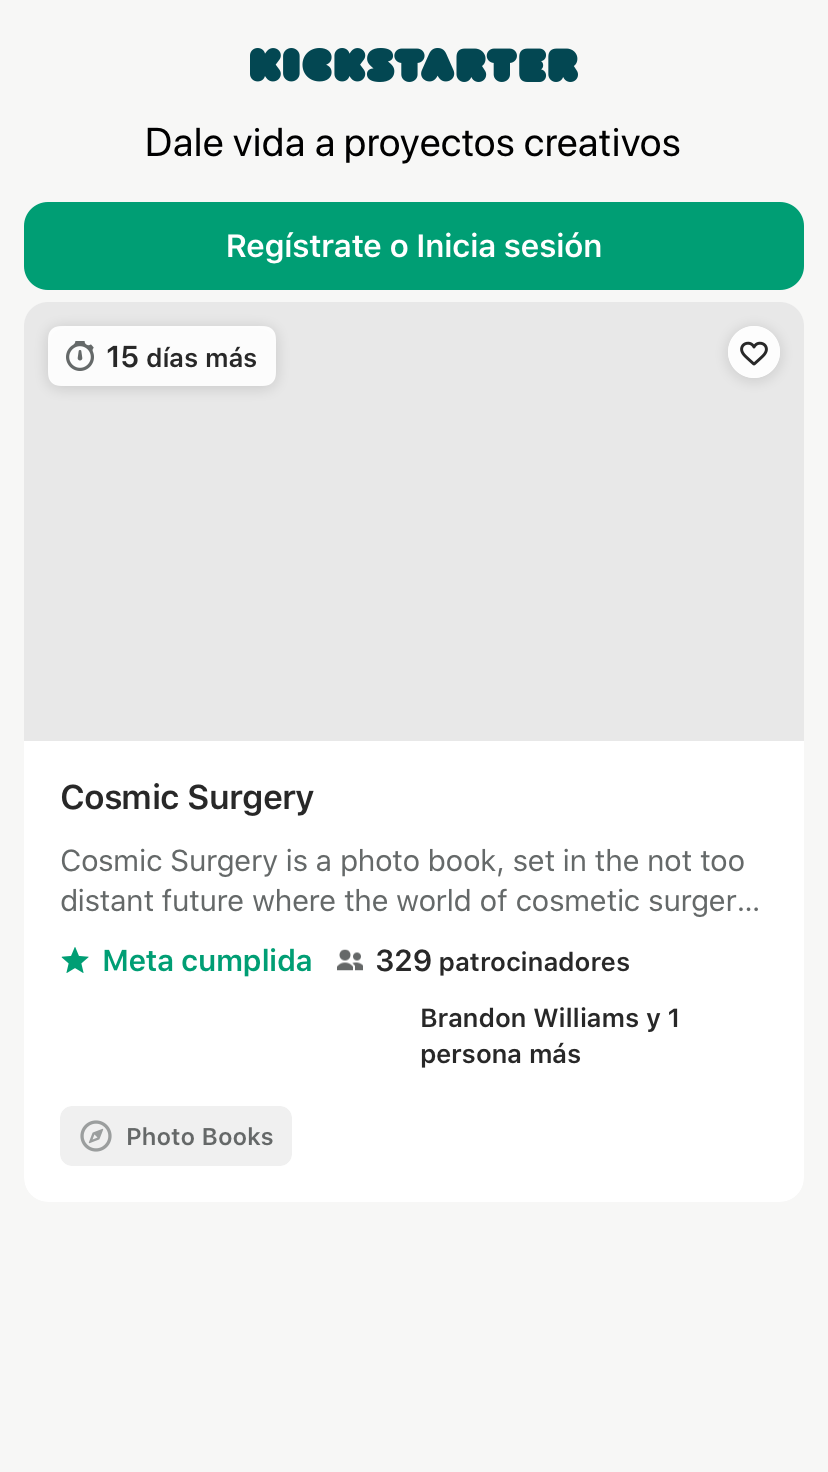 KICKSTARTER
Dale vida a proyectos creativos
Regístrate o Inicia sesión
15 días más
Cosmic Surgery
Cosmic Surgery is a photo book, set in the not too
distant future where the world of cosmetic surger...
Meta cumplida 329 patrocinadores
Brandon Williams y 1
persona más
Photo Books